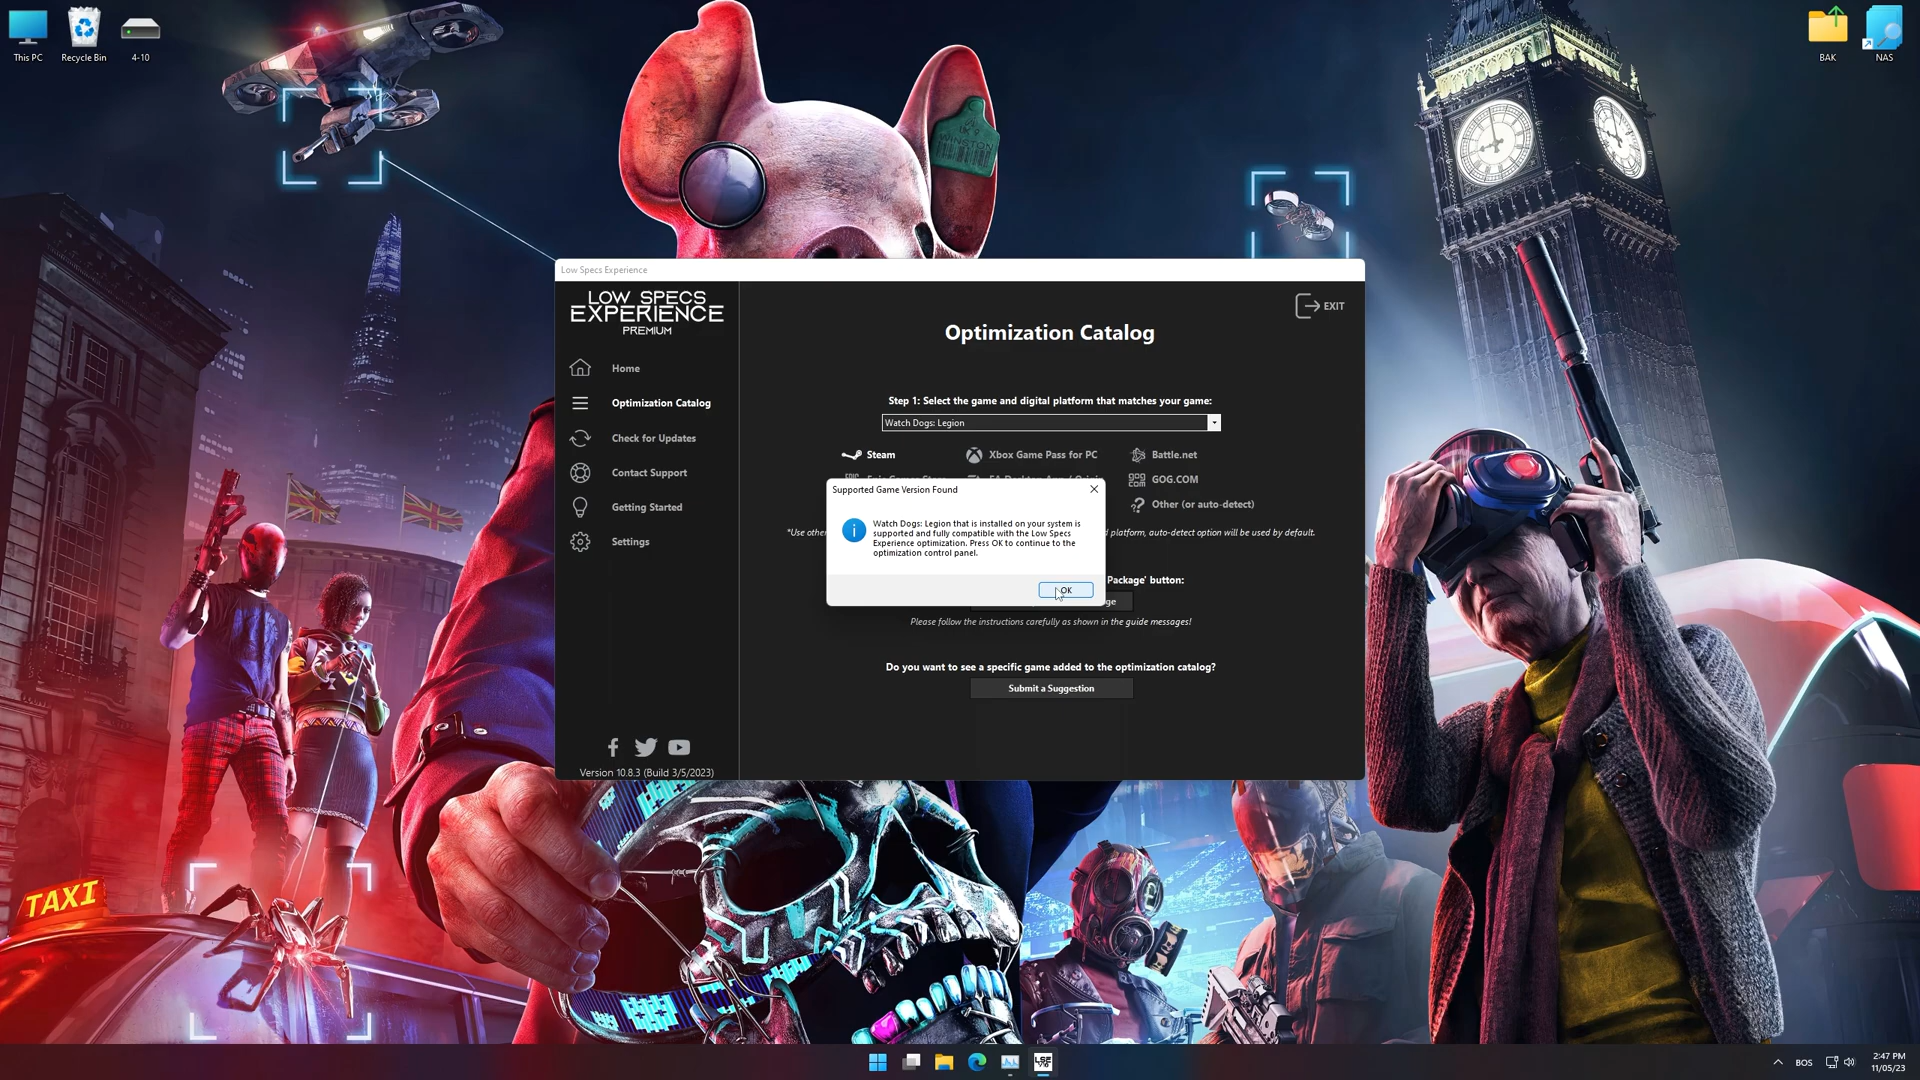 This PC
Recycle Bin
4-10
BAK
NAS
UK 9
WINSTON
Low Specs Experience
LOW SPECS
EXPERIENCE
PREMIUM
EXIT
Optimization Catalog
Home
Optimization Catalog
Check for Updates
Contact Support
Getting Started
Settings
Step 1: Select the game and digital platform that matches your game:
Watch Dogs: Legion
Steam
Xbox Game Pass for PC
Battle.net
GOG.COM
Other (or auto-detect)
*Use other
platform, auto-detect option will be used by default.
Supported Game Version Found
Watch Dogs: Legion that is installed on your system is
supported and fully compatible with the Low Specs
Experience optimization. Press OK to continue to the
optimization control panel.
OK
Package' button:
ge
Please follow the instructions carefully as shown in the guide messages!
Do you want to see a specific game added to the optimization catalog?
Submit a Suggestion
Version 10.8.3 (Build 3/5/2023)
TAXI
LSE
BOS
2:47 PM
11/05/23